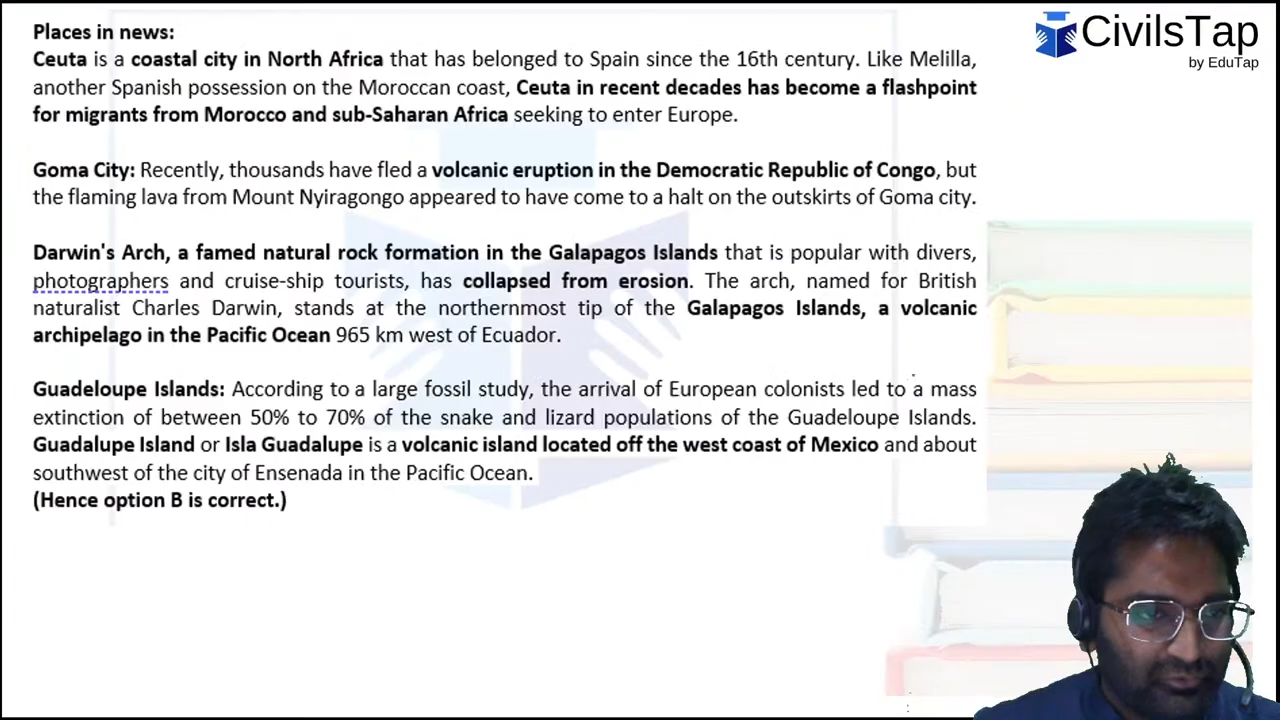 Places in news:
Ceuta is a coastal city in North Africa that has belonged to Spain since the 16th century. Like Melilla,
another Spanish possession on the Moroccan coast, Ceuta in recent decades has become a flashpoint
for migrants from Morocco and sub-Saharan Africa seeking to enter Europe.
Goma City: Recently, thousands have fled a volcanic eruption in the Democratic Republic of Congo, but
the flaming lava from Mount Nyiragongo appeared to have come to a halt on the outskirts of Goma city.
Darwin's Arch, a famed natural rock formation in the Galapagos Islands that is popular with divers,
photographers and cruise-ship tourists, has collapsed from erosion. The arch, named for British
naturalist Charles Darwin, stands at the northernmost tip of the Galapagos Islands, a volcanic
archipelago in the Pacific Ocean 965 km west of Ecuador.
Guadeloupe Islands: According to a large fossil study, the arrival of European colonists led to a mass
extinction of between 50% to 70% of the snake and lizard populations of the Guadeloupe Islands.
Guadalupe Island or Isla Guadalupe is a volcanic island located off the west coast of Mexico and about
southwest of the city of Ensenada in the Pacific Ocean.
(Hence option B is correct.)
CivilsTap
by EduTap